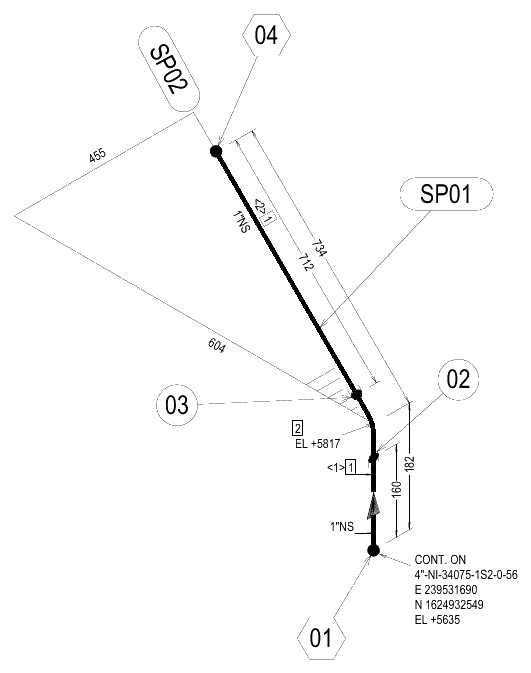 04
SP02
455
SP01
<2>1
1"NS
734
712
604
02
03
2
EL +5817
<1>1
182
160
1"NS
CONT. ON
4"-NI-34075-1S2-0-56
E 239531690
N 1624932549
EL +5635
01